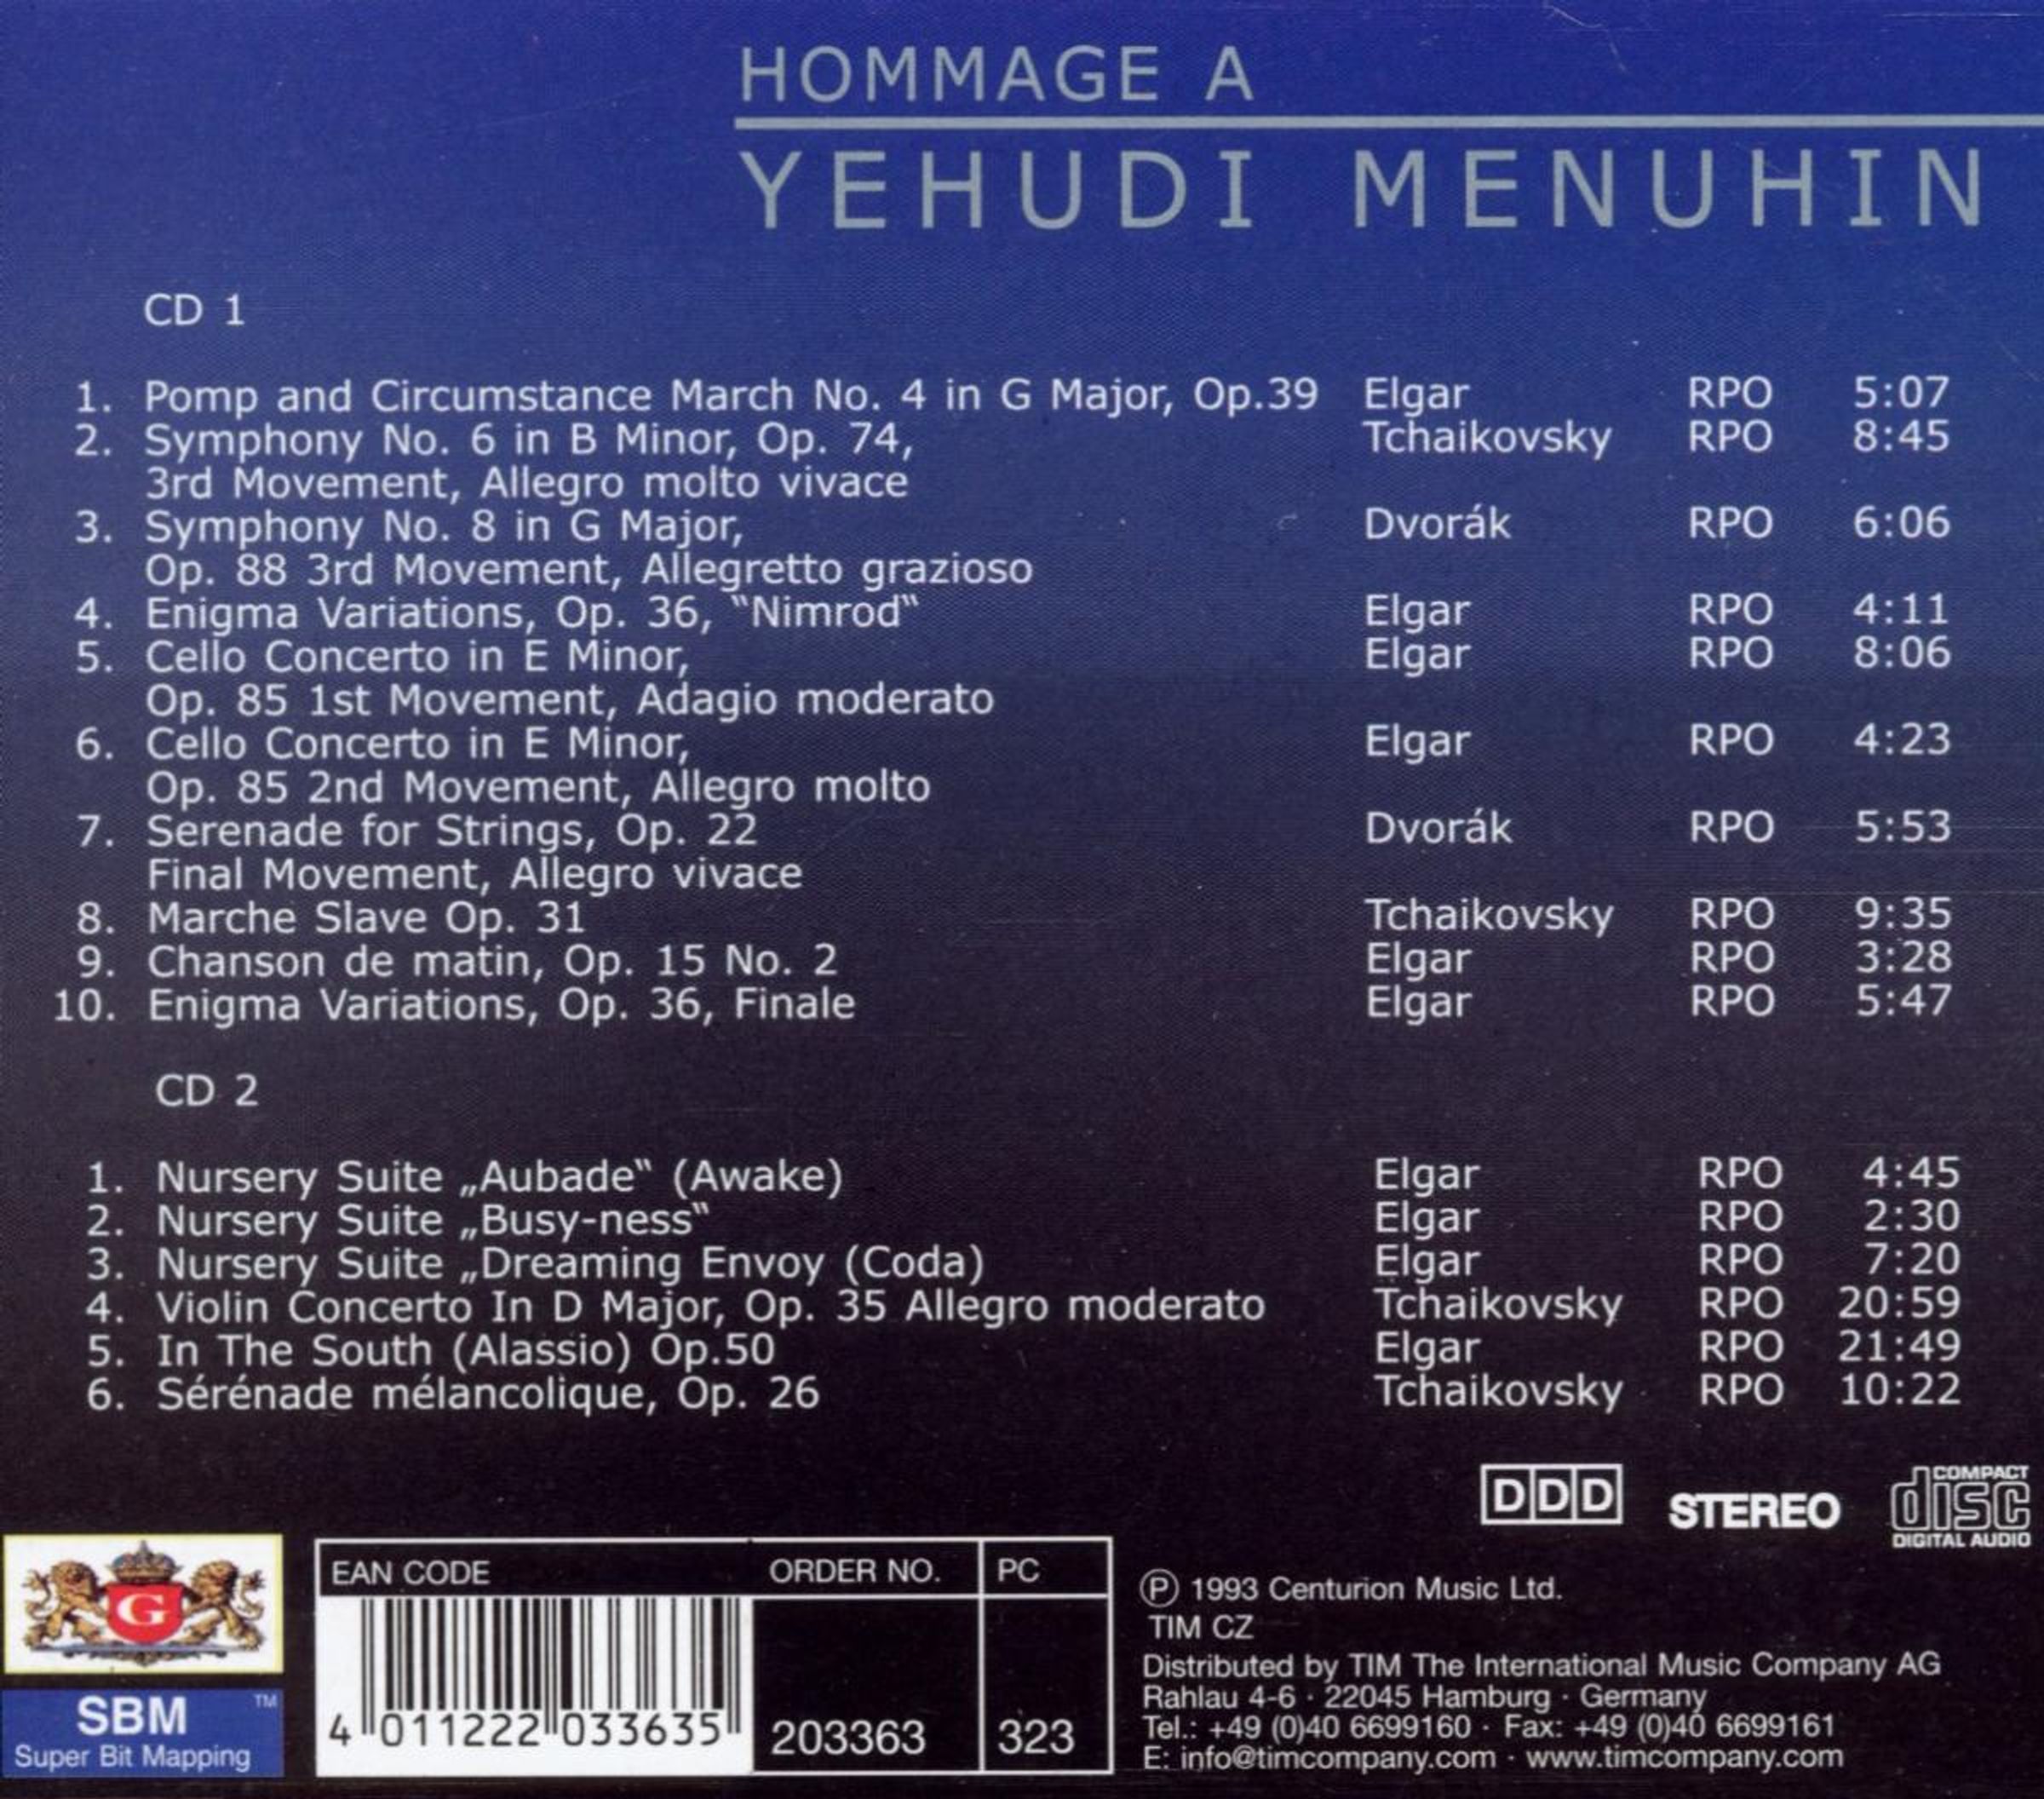 HOMMAGE A
YEHUDI MENUHIN
CD 1
1. Pomp and Circumstance March No. 4 in G Major, Op.39 Elgar RPO 5:07
2. Symphony No. 6 in B Minor, Op. 74, Tchaikovsky RPO 8:45
3rd Movement, Allegro molto vivace
3. Symphony No. 8 in G Major, Dvorák RPO 6:06
Op. 88 3rd Movement, Allegretto grazioso
4. Enigma Variations, Op. 36, "Nimrod" Elgar RPO 4:11
5. Cello Concerto in E Minor, Elgar RPO 8:06
Op. 85 1st Movement, Adagio moderato
6. Cello Concerto in E Minor, Elgar RPO 4:23
Op. 85 2nd Movement, Allegro molto
7. Serenade for Strings, Op. 22 Dvorák RPO 5:53
Final Movement, Allegro vivace
8. Marche Slave Op. 31 Tchaikovsky RPO 9:35
9. Chanson de matin, Op. 15 No. 2 Elgar RPO 3:28
10. Enigma Variations, Op. 36, Finale Elgar RPO 5:47
CD 2
1. Nursery Suite „Aubade" (Awake) Elgar RPO 4:45
2. Nursery Suite „Busy-ness" Elgar RPO 2:30
3. Nursery Suite „Dreaming Envoy (Coda) Elgar RPO 7:20
4. Violin Concerto In D Major, Op. 35 Allegro moderato Tchaikovsky RPO 20:59
5. In The South (Alassio) Op.50 Elgar RPO 21:49
6. Sérénade mélancolique, Op. 26 Tchaikovsky RPO 10:22
DDD STEREO COMPACT disc DIGITAL AUDIO
G
SBM ™
Super Bit Mapping
EAN CODE ORDER NO. PC
4 011222 033635 203363 323
℗ 1993 Centurion Music Ltd.
TIM CZ
Distributed by TIM The International Music Company AG
Rahlau 4-6 · 22045 Hamburg · Germany
Tel.: +49 (0)40 6699160 · Fax: +49 (0)40 6699161
E: info@timcompany.com · www.timcompany.com